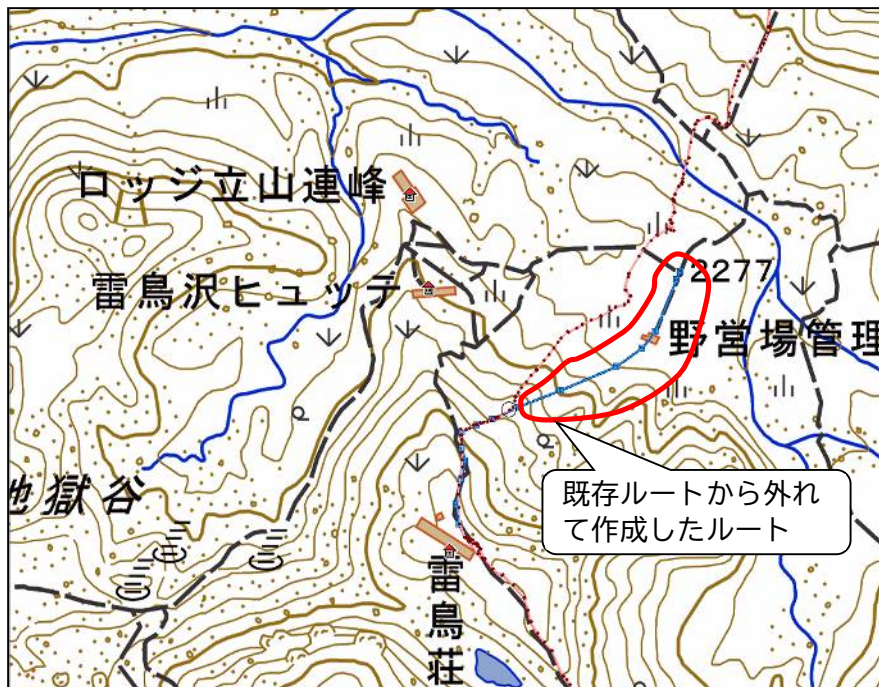 ロッジ立山連峰
雷鳥沢ヒュッテ
2277
野営場管理
地獄谷
既存ルートから外れ
て作成したルート
雷鳥荘